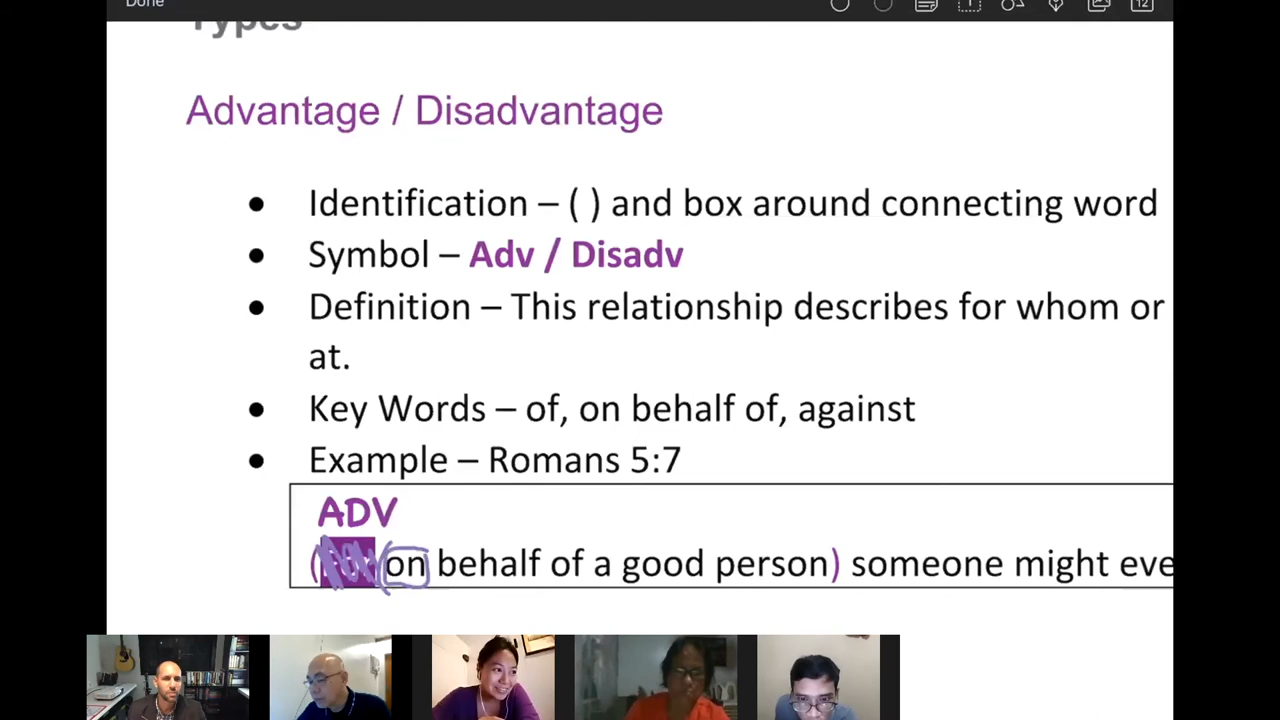 Done
Types
12
Advantage / Disadvantage
• Identification – ( ) and box around connecting word
• Symbol – Adv / Disadv
• Definition – This relationship describes for whom or
at.
• Key Words – of, on behalf of, against
• Example – Romans 5:7
ADV
( (on behalf of a good person) someone might eve